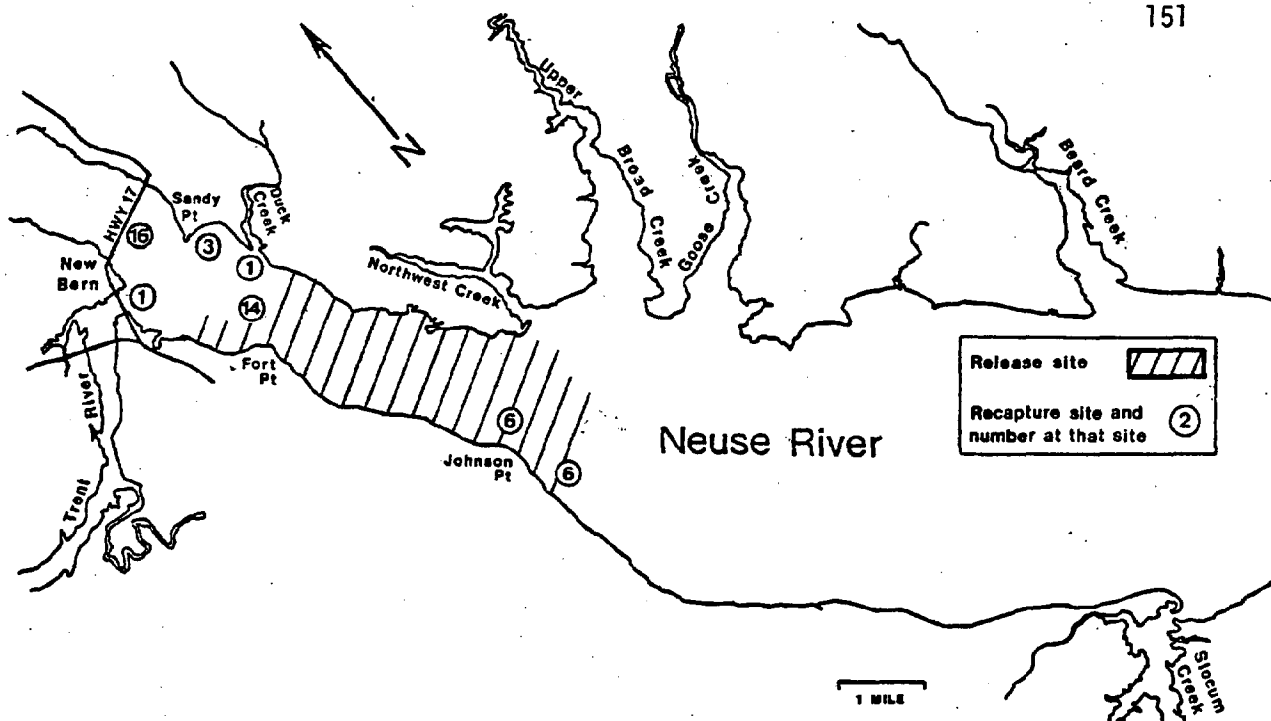 151
N
Upper
Broad
Creek
Goose
Creek
Beard Creek
Duck
Creek
Sandy
Pt
HWY 17
16
3
1
New
Bern
1
14
Northwest Creek
Fort
Pt
Trent River
6
Johnson
Pt
6
Neuse River
Release site
Recapture site and
number at that site
2
Slocum
Creek
1 MILE